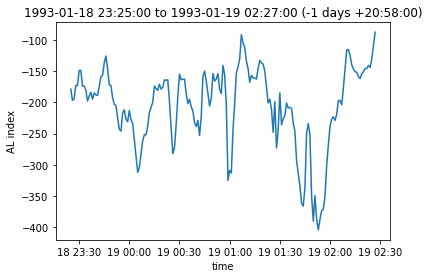 1993-01-18 23:25:00 to 1993-01-19 02:27:00 (-1 days +20:58:00)
−100
−150
−200
−250
−300
−350
−400
AL index
18 23:30 19 00:00 19 00:30 19 01:00 19 01:30 19 02:00 19 02:30
time